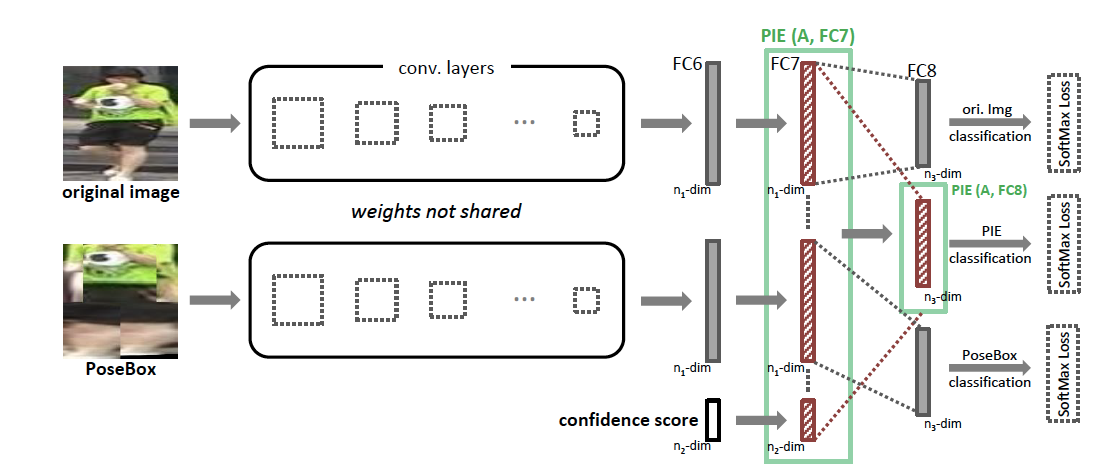 PIE (A, FC7)
conv. layers
FC6
FC7
FC8
ori. Img
classification
SoftMax Loss
original image
n1-dim
n1-dim
n3-dim
PIE (A, FC8)
weights not shared
PIE
classification
SoftMax Loss
n3-dim
PoseBox
n1-dim
n1-dim
PoseBox
classification
SoftMax Loss
confidence score
n3-dim
n2-dim
n2-dim